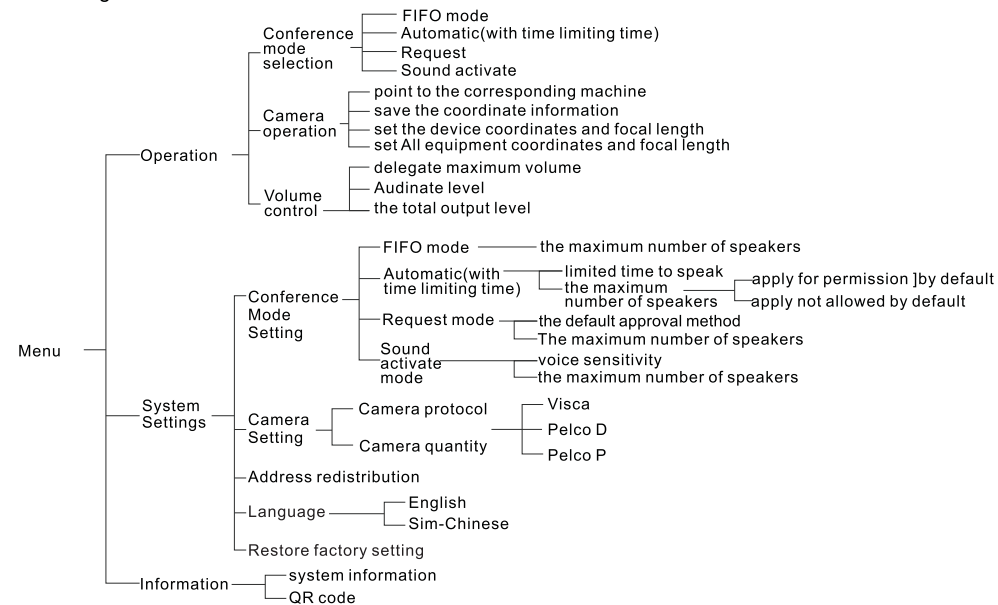 FIFO mode
Conference
mode
selection
Automatic(with time limiting time)
Request
Sound activate
point to the corresponding machine
save the coordinate information
Camera
operation
set the device coordinates and focal length
set All equipment coordinates and focal length
Operation
delegate maximum volume
Audinate level
Volume
control
the total output level
FIFO mode
the maximum number of speakers
Automatic(with
time limiting time)
limited time to speak
the maximum
number of speakers
apply for permission ]by default
apply not allowed by default
Conference
Mode
Setting
Request mode
the default approval method
The maximum number of speakers
Menu
Sound
activate
mode
voice sensitivity
the maximum number of speakers
System
Settings
Camera
Setting
Camera protocol
Camera quantity
Visca
Pelco D
Pelco P
Address redistribution
Language
English
Sim-Chinese
Restore factory setting
Information
system information
QR code